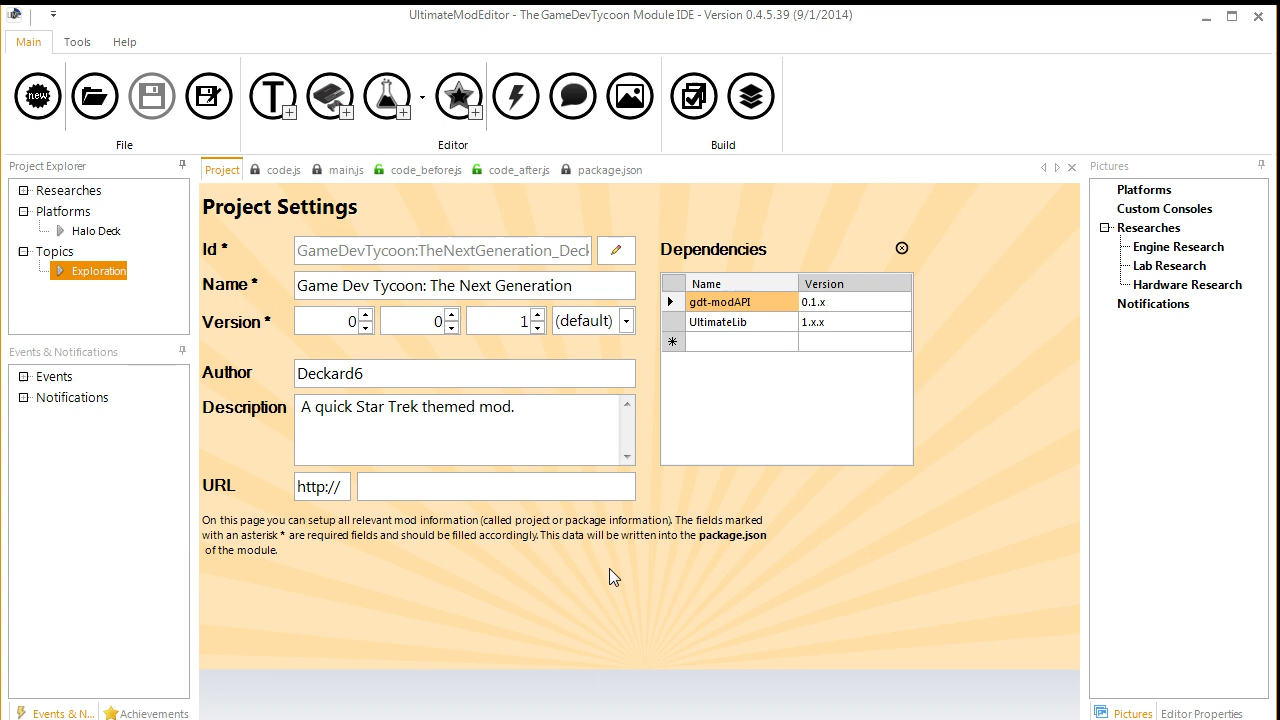 UltimateModEditor - The GameDevTycoon Module IDE - Version 0.4.5.39 (9/1/2014)
Main Tools Help
new
T
File Editor Build
Project Explorer
Researches
Platforms
Halo Deck
Topics
Exploration
Events & Notifications
Events
Notifications
Events & N... Achievements
Project code.js main.js code_before.js code_after.js package.json
Project Settings
Id * GameDevTycoon:TheNextGeneration_Deck
Name * Game Dev Tycoon: The Next Generation
Version * 0 0 1 (default)
Author Deckard6
Description A quick Star Trek themed mod.
URL http://
Dependencies
Name Version
gdt-modAPI 0.1.x
UltimateLib 1.x.x
On this page you can setup all relevant mod information (called project or package information). The fields marked
with an asterisk * are required fields and should be filled accordingly. This data will be written into the package.json
of the module.
Pictures
Platforms
Custom Consoles
Researches
Engine Research
Lab Research
Hardware Research
Notifications
Pictures Editor Properties